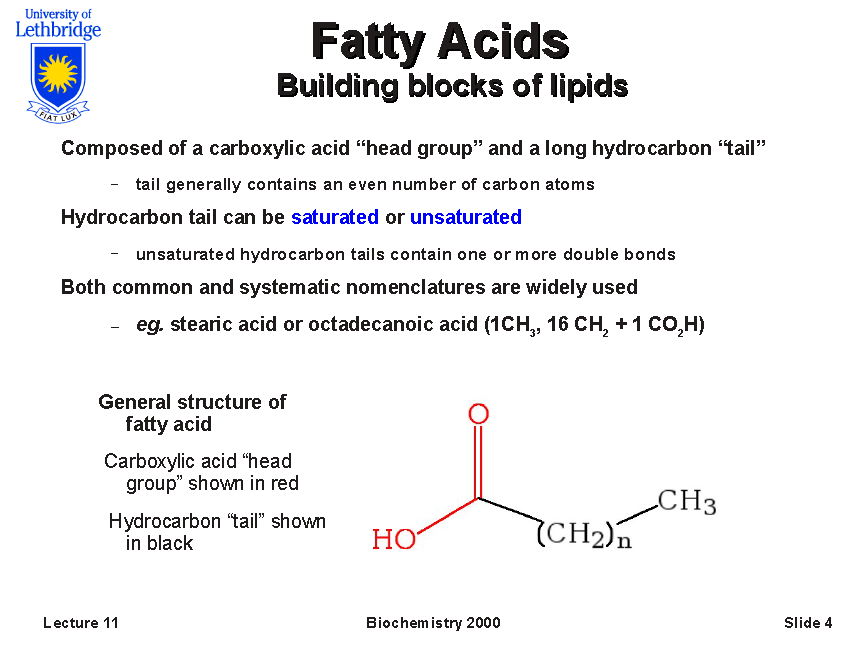 University of
Lethbridge
FIAT LUX
Fatty Acids
Building blocks of lipids
Composed of a carboxylic acid “head group” and a long hydrocarbon “tail”
– tail generally contains an even number of carbon atoms
Hydrocarbon tail can be saturated or unsaturated
– unsaturated hydrocarbon tails contain one or more double bonds
Both common and systematic nomenclatures are widely used
– eg. stearic acid or octadecanoic acid (1CH3, 16 CH2 + 1 CO2H)
General structure of
fatty acid
Carboxylic acid “head
group” shown in red
Hydrocarbon “tail” shown
in black
O
HO
(CH2)n
CH3
Lecture 11
Biochemistry 2000
Slide 4